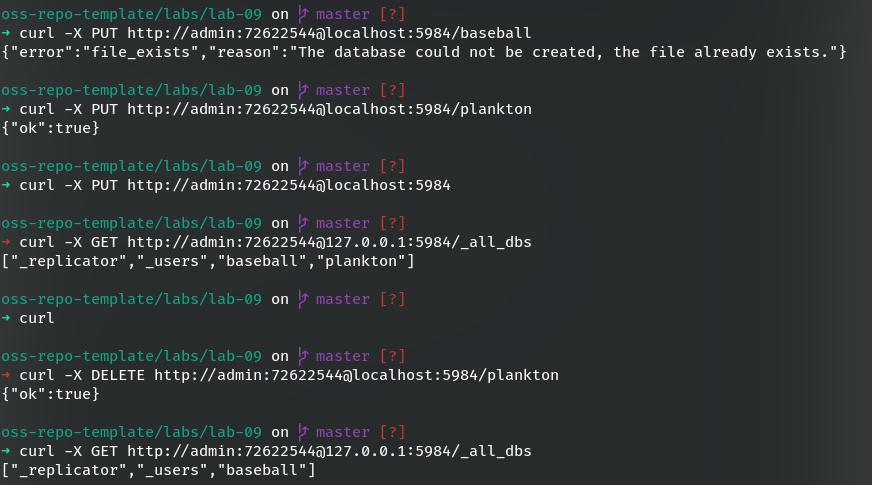 oss-repo-template/labs/lab-09 on master [?]
→ curl -X PUT http://admin:72622544@localhost:5984/baseball
{"error":"file_exists","reason":"The database could not be created, the file already exists."}
oss-repo-template/labs/lab-09 on master [?]
→ curl -X PUT http://admin:72622544@localhost:5984/plankton
{"ok":true}
oss-repo-template/labs/lab-09 on master [?]
→ curl -X PUT http://admin:72622544@localhost:5984
oss-repo-template/labs/lab-09 on master [?]
→ curl -X GET http://admin:72622544@127.0.0.1:5984/_all_dbs
["_replicator","_users","baseball","plankton"]
oss-repo-template/labs/lab-09 on master [?]
→ curl
oss-repo-template/labs/lab-09 on master [?]
→ curl -X DELETE http://admin:72622544@localhost:5984/plankton
{"ok":true}
oss-repo-template/labs/lab-09 on master [?]
→ curl -X GET http://admin:72622544@127.0.0.1:5984/_all_dbs
["_replicator","_users","baseball"]